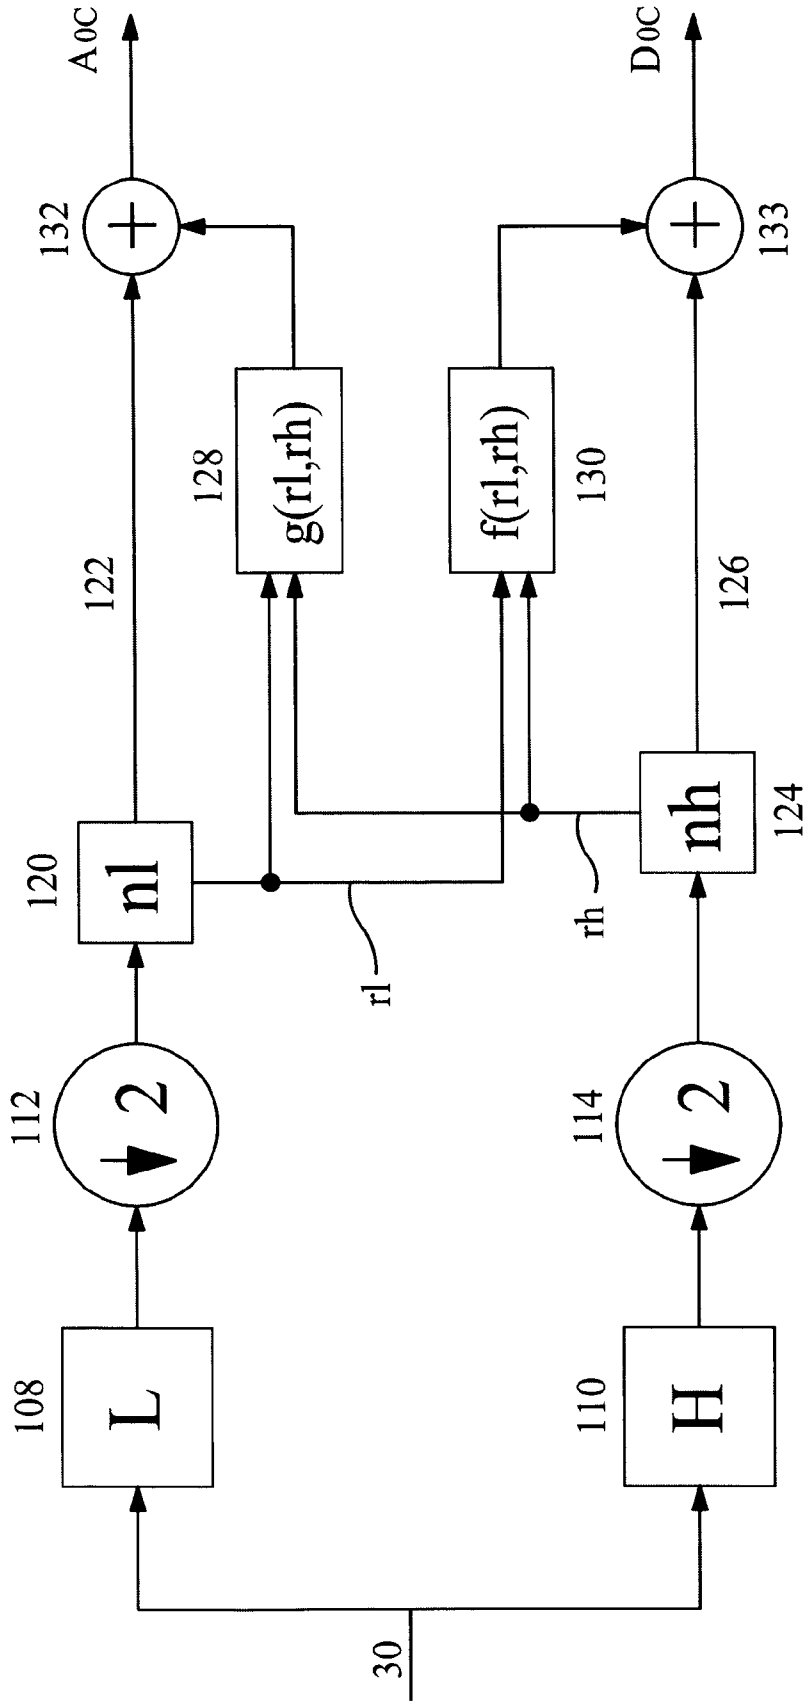 30
108
L
112
↓ 2
120
nl
122
132
+
A0C
rl
128
g(rl,rh)
rh
f(rl,rh)
130
110
H
114
↓ 2
124
nh
126
133
+
D0C